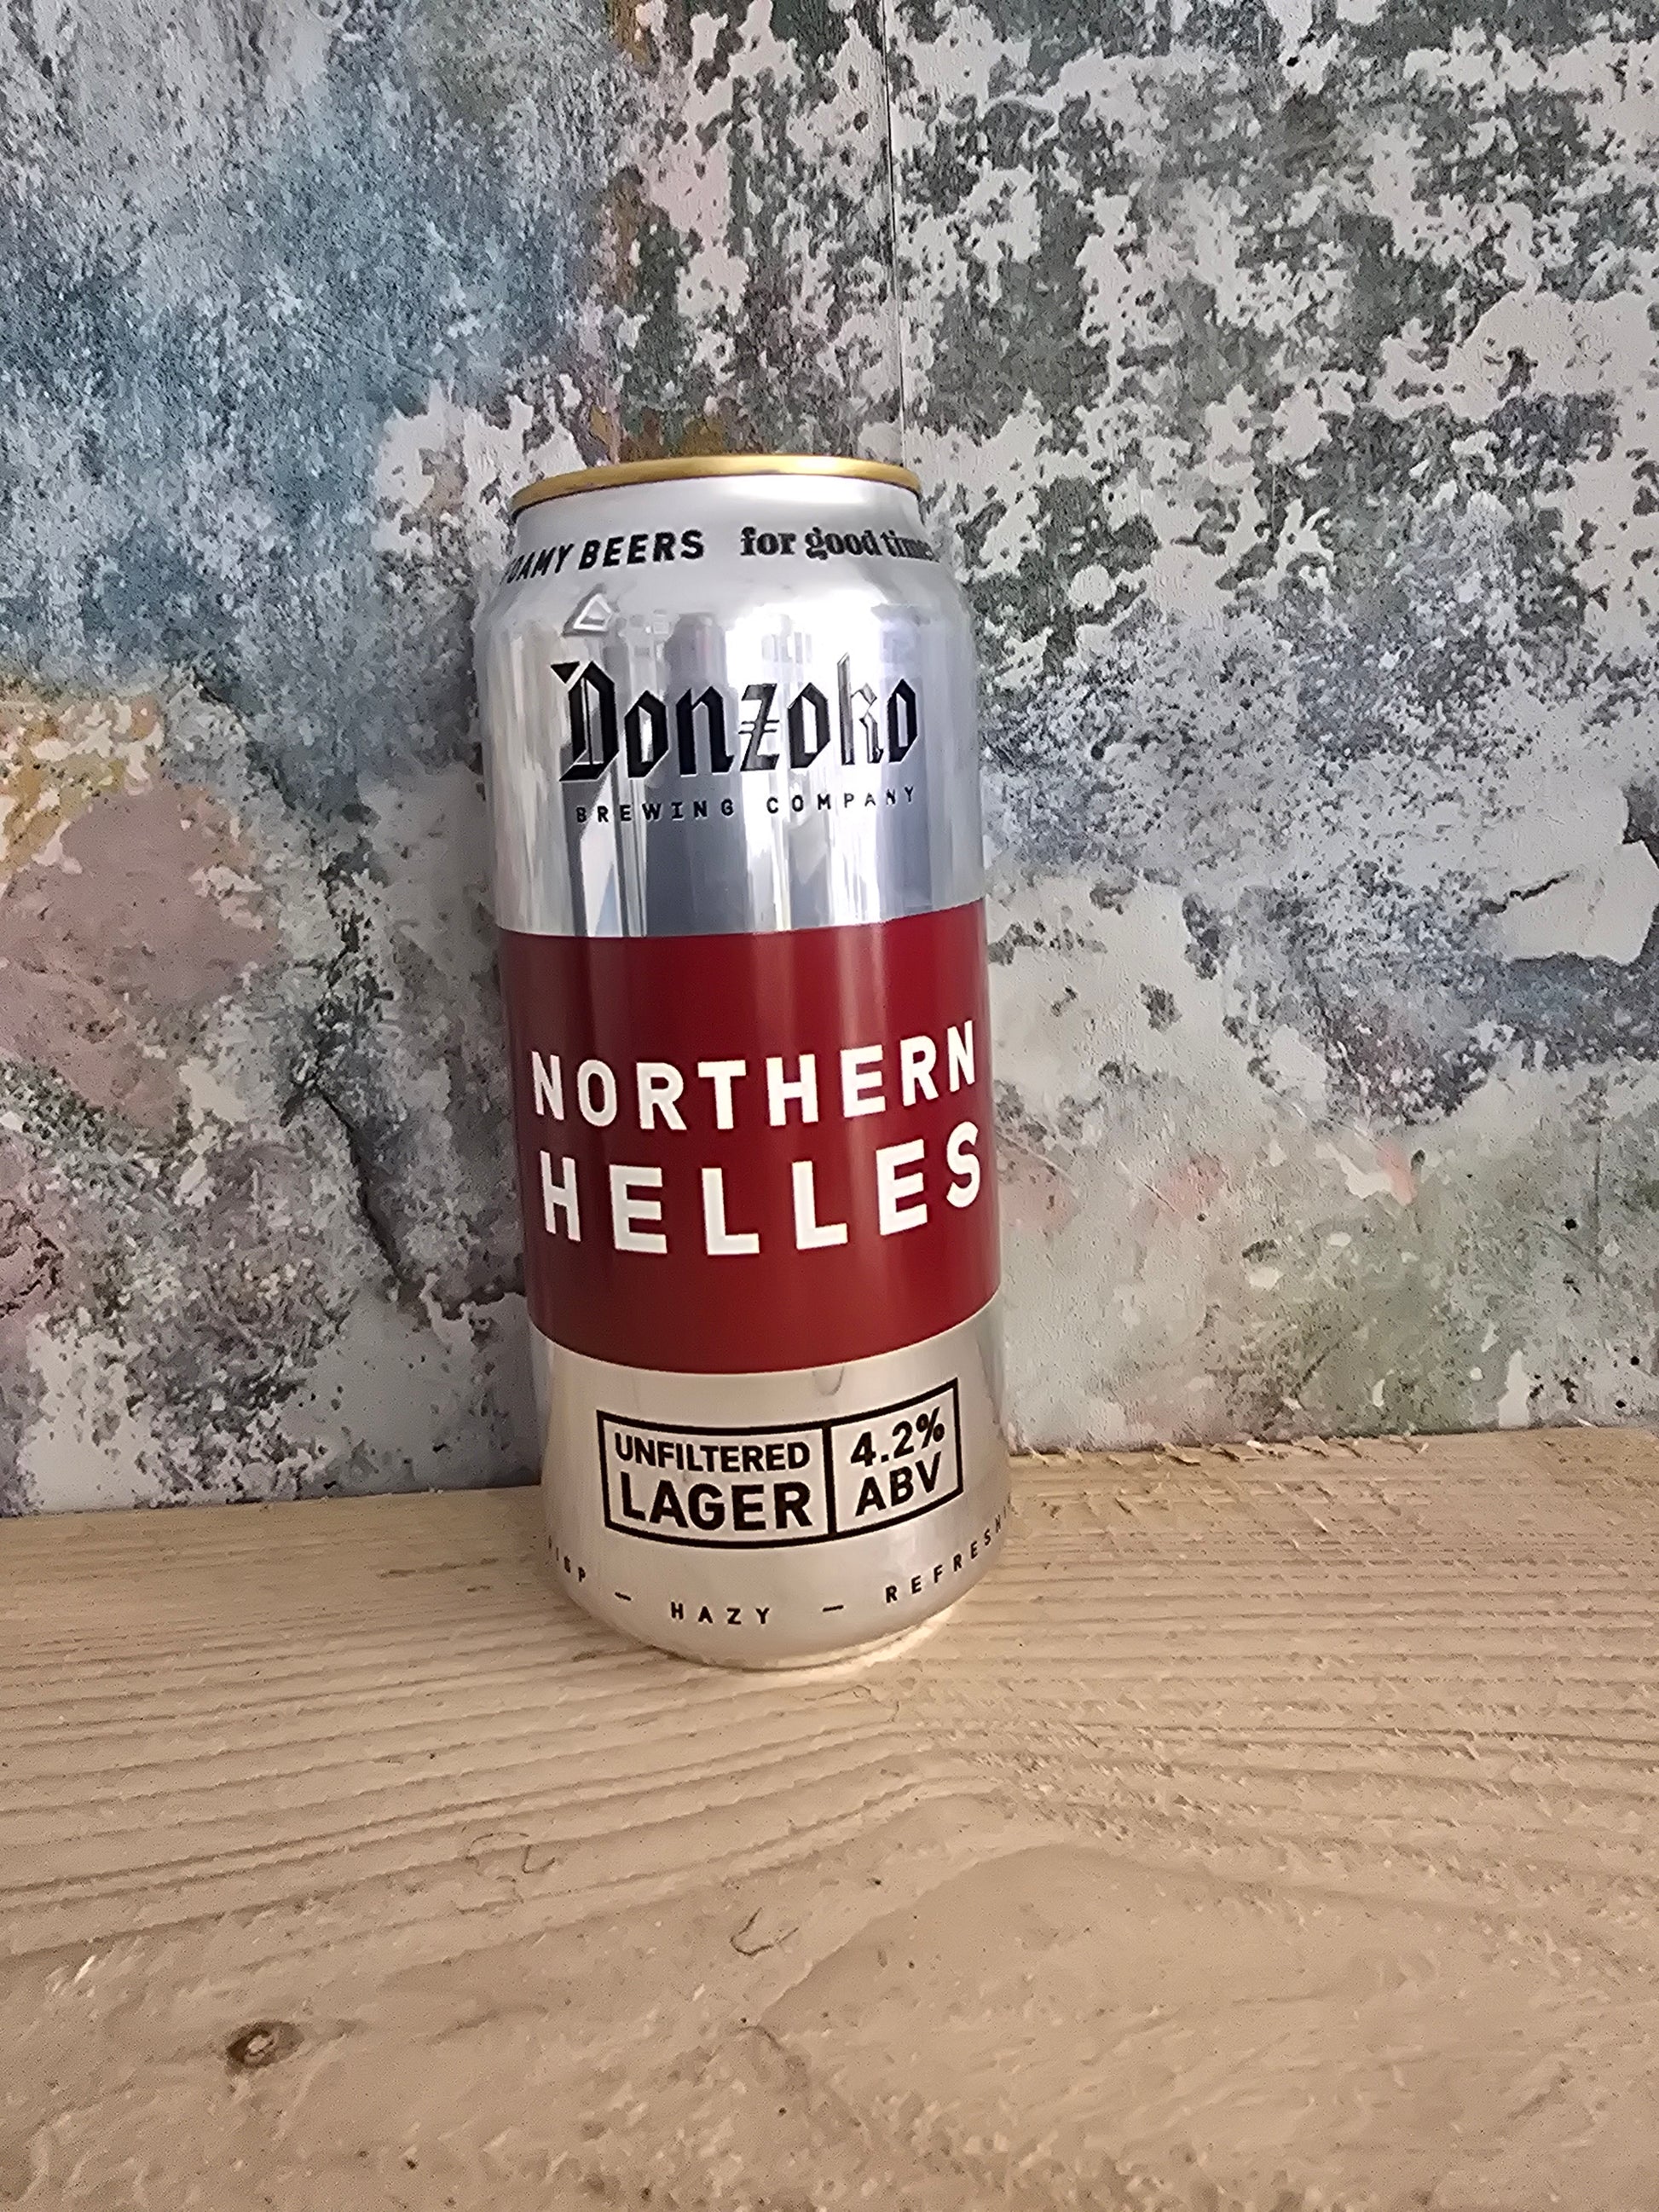 BEERS for good
Donzoko
BREWING COMPANY
NORTHERN
HELLES
UNFILTERED
LAGER
4.2%
ABV
— HAZY —